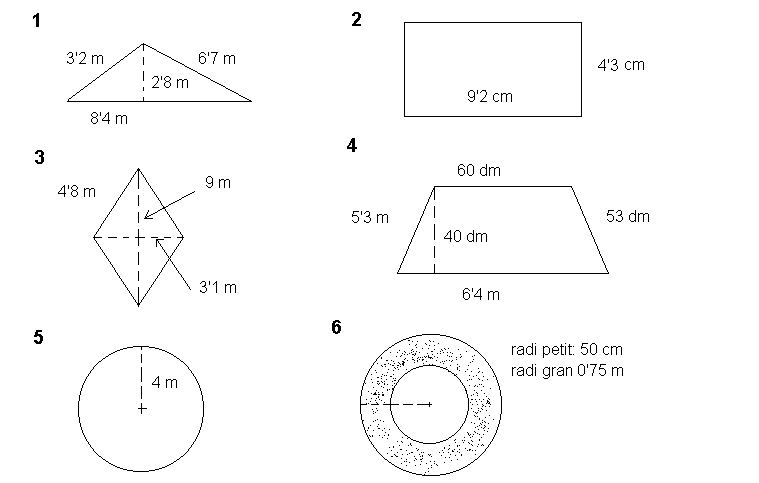 1
3'2 m
6'7 m
2'8 m
8'4 m
2
4'3 cm
9'2 cm
3
4'8 m
9 m
3'1 m
4
60 dm
5'3 m
53 dm
40 dm
6'4 m
5
4 m
6
radi petit: 50 cm
radi gran 0'75 m